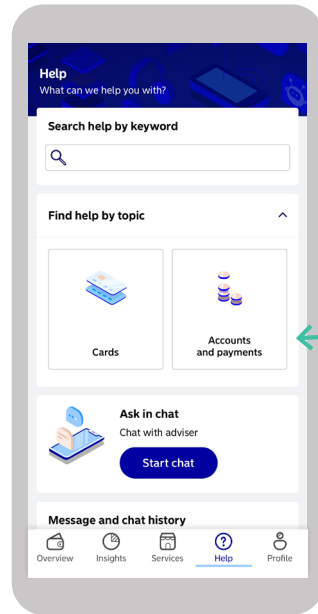 Help
What can we help you with?
Search help by keyword
Find help by topic
Cards
Accounts
and payments
Ask in chat
Chat with adviser
Start chat
Message and chat history
Overview Insights Services Help Profile